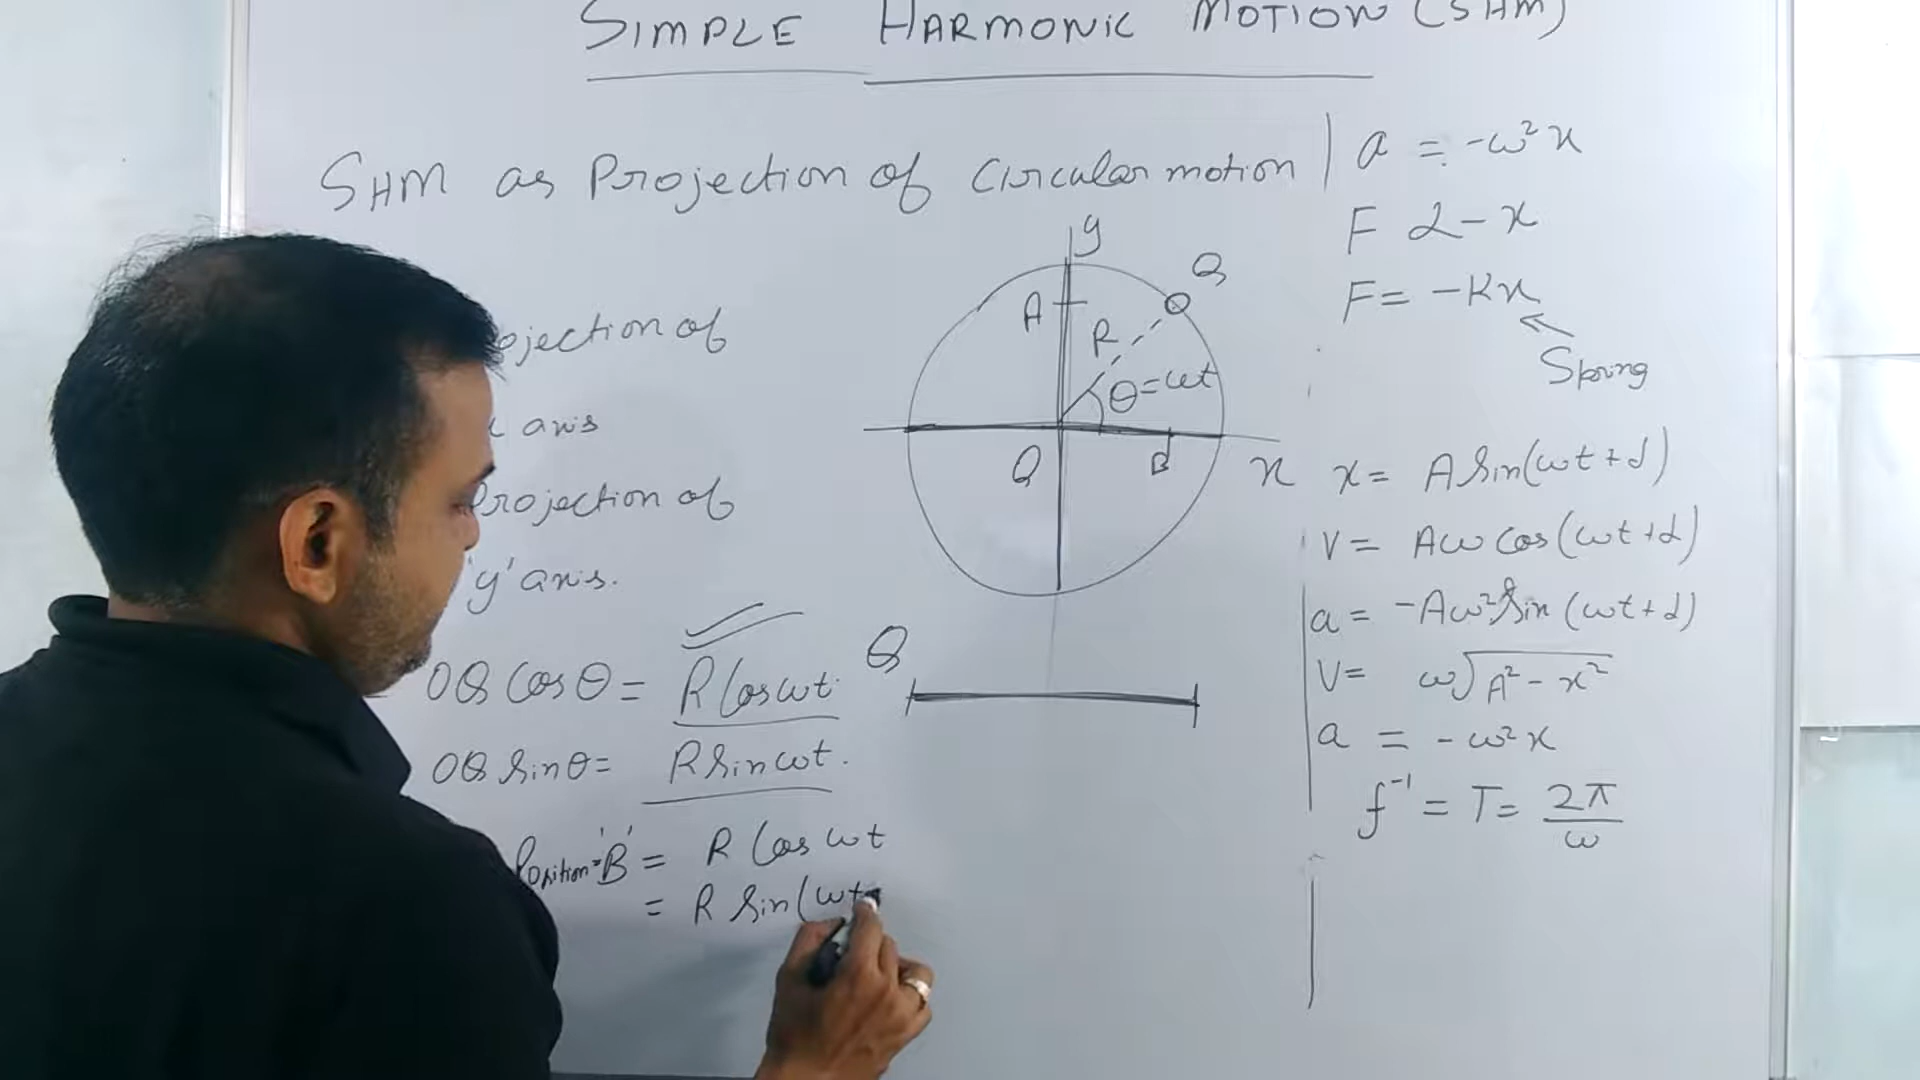 SIMPLE HARMONIC MOTION (SHM)
SHM as Projection of Circular motion
ojection of
axis
Projection of
'y' axis.
OQ Cos θ = R Cos ωt.
OQ Sin θ = R Sin ωt.
Position 'B' = R Cos ωt
= R Sin(ωt
y
Q
A
R
θ = ωt
O
B
x
Q
a = -ω²x
F α - x
F = - Kx
Spring
x = A Sin(ωt + d)
V = Aω Cos (ωt + d)
a = -Aω² Sin (ωt + d)
V = ω√A² - x²
a = - ω²x
f⁻¹ = T = 2π/ω